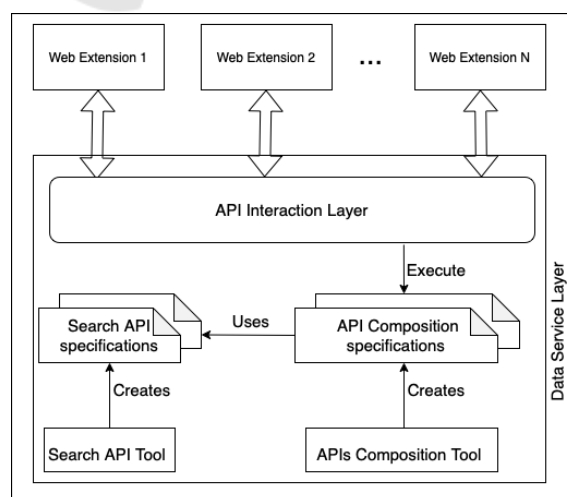 Web Extension 1
Web Extension 2
...
Web Extension N
API Interaction Layer
Execute
Search API
specifications
Uses
API Composition
specifications
Creates
Creates
Search API Tool
APIs Composition Tool
Data Service Layer